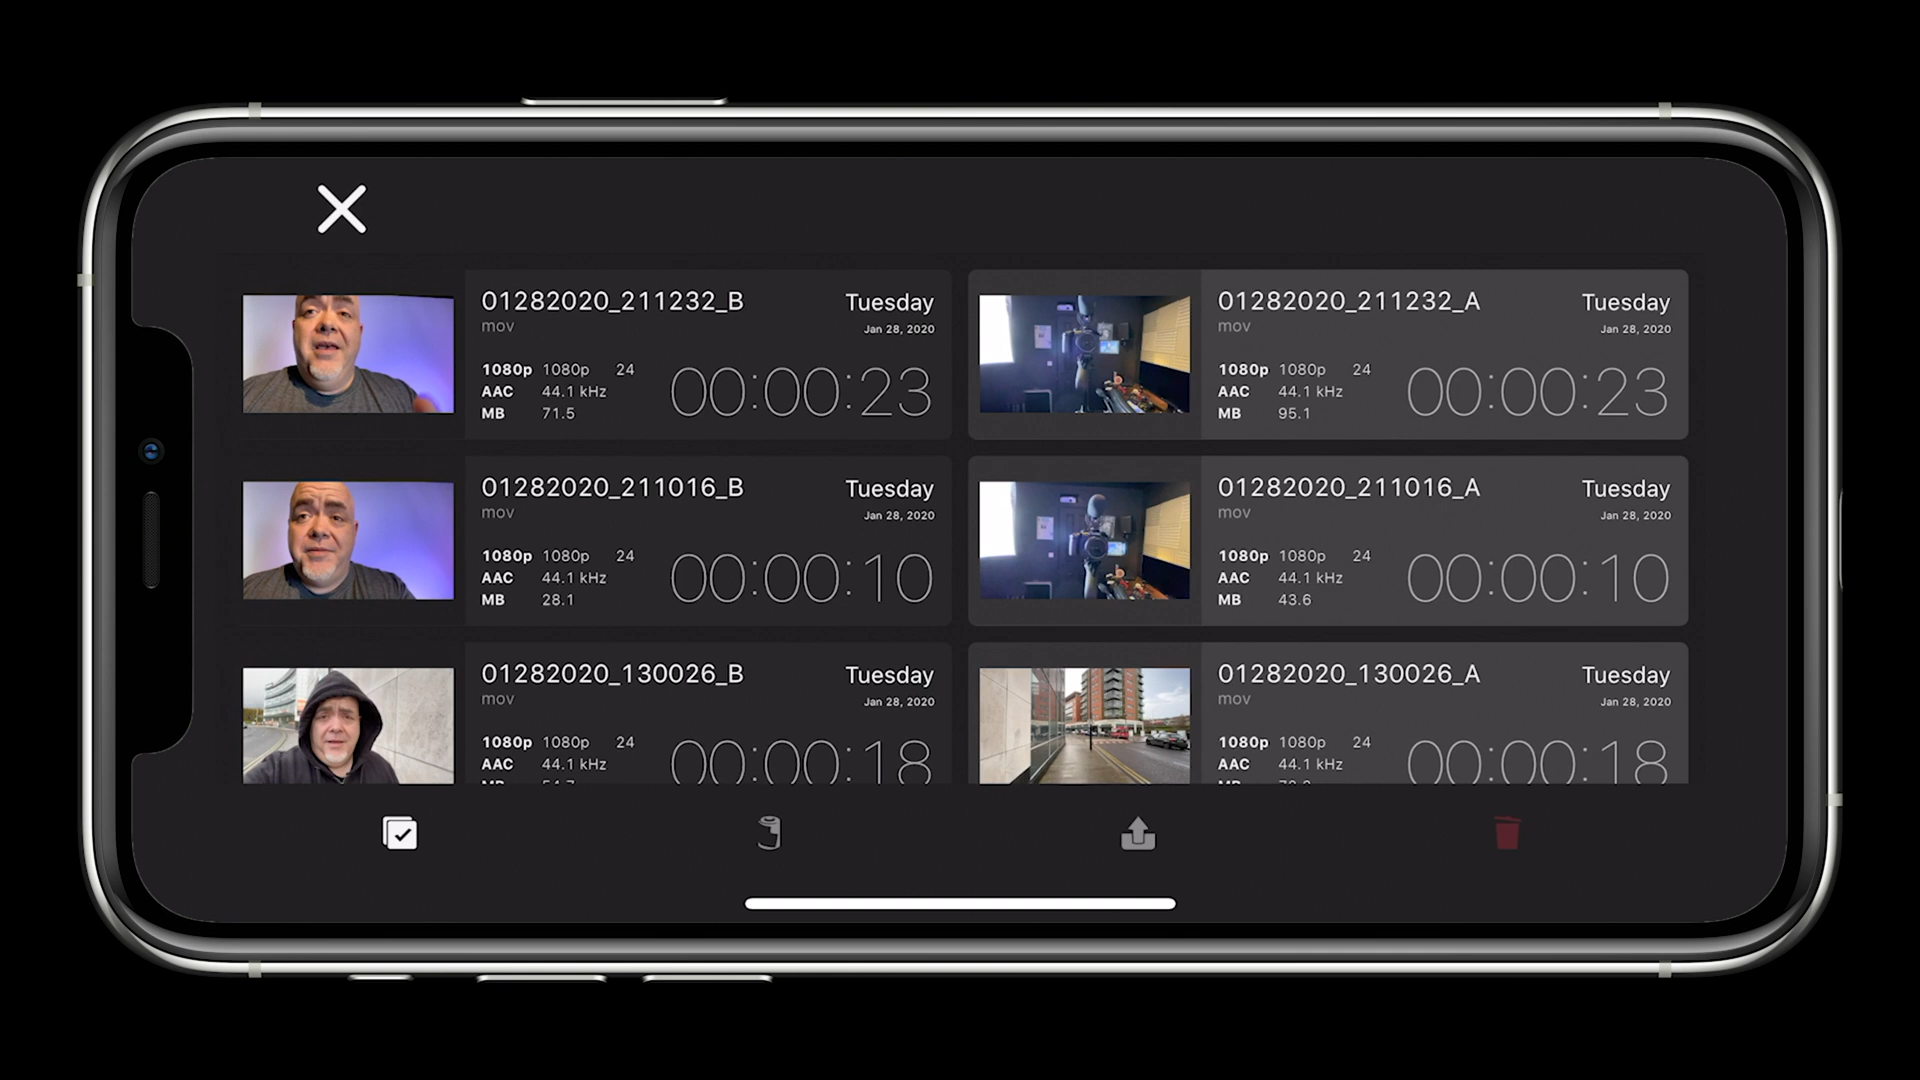 01282020_211232_B
Tuesday
mov
Jan 28, 2020
1080p 1080p 24
AAC 44.1 kHz
MB 71.5
00:00:23
01282020_211232_A
Tuesday
mov
Jan 28, 2020
1080p 1080p 24
AAC 44.1 kHz
MB 95.1
00:00:23
01282020_211016_B
Tuesday
mov
Jan 28, 2020
1080p 1080p 24
AAC 44.1 kHz
MB 28.1
00:00:10
01282020_211016_A
Tuesday
mov
Jan 28, 2020
1080p 1080p 24
AAC 44.1 kHz
MB 43.6
00:00:10
01282020_130026_B
Tuesday
mov
Jan 28, 2020
1080p 1080p 24
AAC 44.1 kHz
MB
00:00:18
01282020_130026_A
Tuesday
mov
Jan 28, 2020
1080p 1080p 24
AAC 44.1 kHz
MB
00:00:18